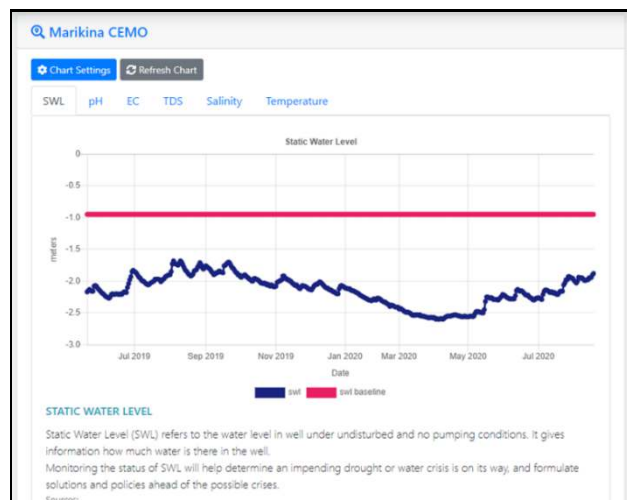 Marikina CEMO
Chart Settings Refresh Chart
SWL pH EC TDS Salinity Temperature
Static Water Level
0
-0.5
-1.0
-1.5
-2.0
-2.5
-3.0
meters
Jul 2019 Sep 2019 Nov 2019 Jan 2020 Mar 2020 May 2020 Jul 2020
Date
swl swl baseline
STATIC WATER LEVEL
Static Water Level (SWL) refers to the water level in well under undisturbed and no pumping conditions. It gives
information how much water is there in the well.
Monitoring the status of SWL will help determine an impending drought or water crisis is on its way, and formulate
solutions and policies ahead of the possible crises.
Sources: